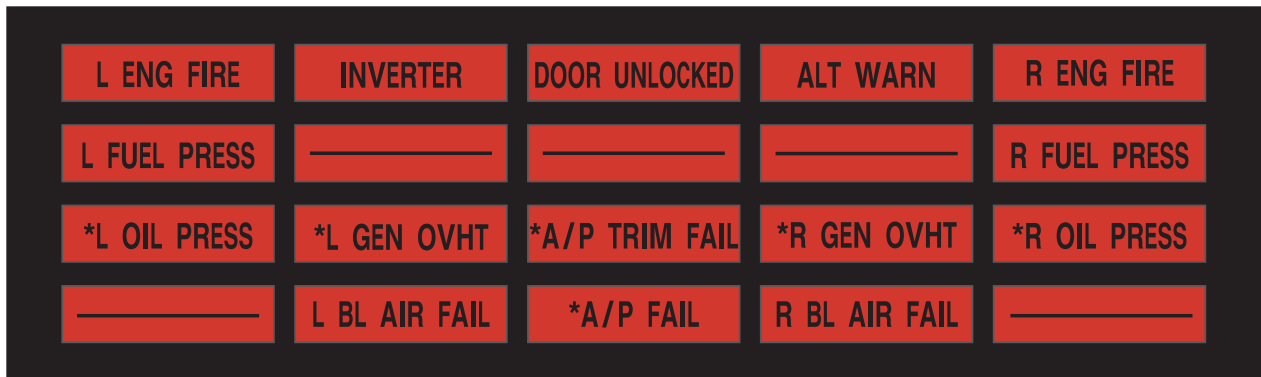 L ENG FIRE INVERTER DOOR UNLOCKED ALT WARN R ENG FIRE
L FUEL PRESS R FUEL PRESS
*L OIL PRESS *L GEN OVHT *A/P TRIM FAIL *R GEN OVHT *R OIL PRESS
L BL AIR FAIL *A/P FAIL R BL AIR FAIL